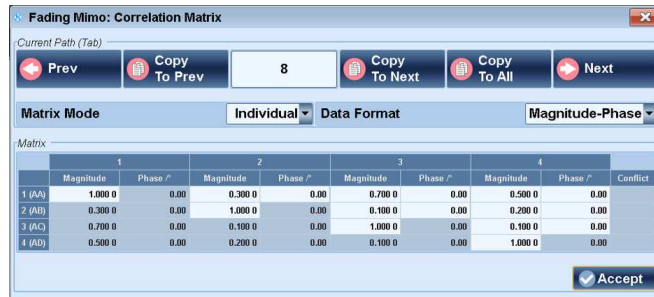 Fading Mimo: Correlation Matrix
Current Path (Tab)
Prev Copy To Prev 8 Copy To Next Copy To All Next
Matrix Mode Individual Data Format Magnitude-Phase
Matrix
1 2 3 4
Magnitude Phase /° Magnitude Phase /° Magnitude Phase /° Magnitude Phase /° Conflict
1 (AA) 1.000 0 0.00 0.300 0 0.00 0.700 0 0.00 0.500 0 0.00
2 (AB) 0.300 0 0.00 1.000 0 0.00 0.100 0 0.00 0.200 0 0.00
3 (AC) 0.700 0 0.00 0.100 0 0.00 1.000 0 0.00 0.100 0 0.00
4 (AD) 0.500 0 0.00 0.200 0 0.00 0.100 0 0.00 1.000 0 0.00
Accept